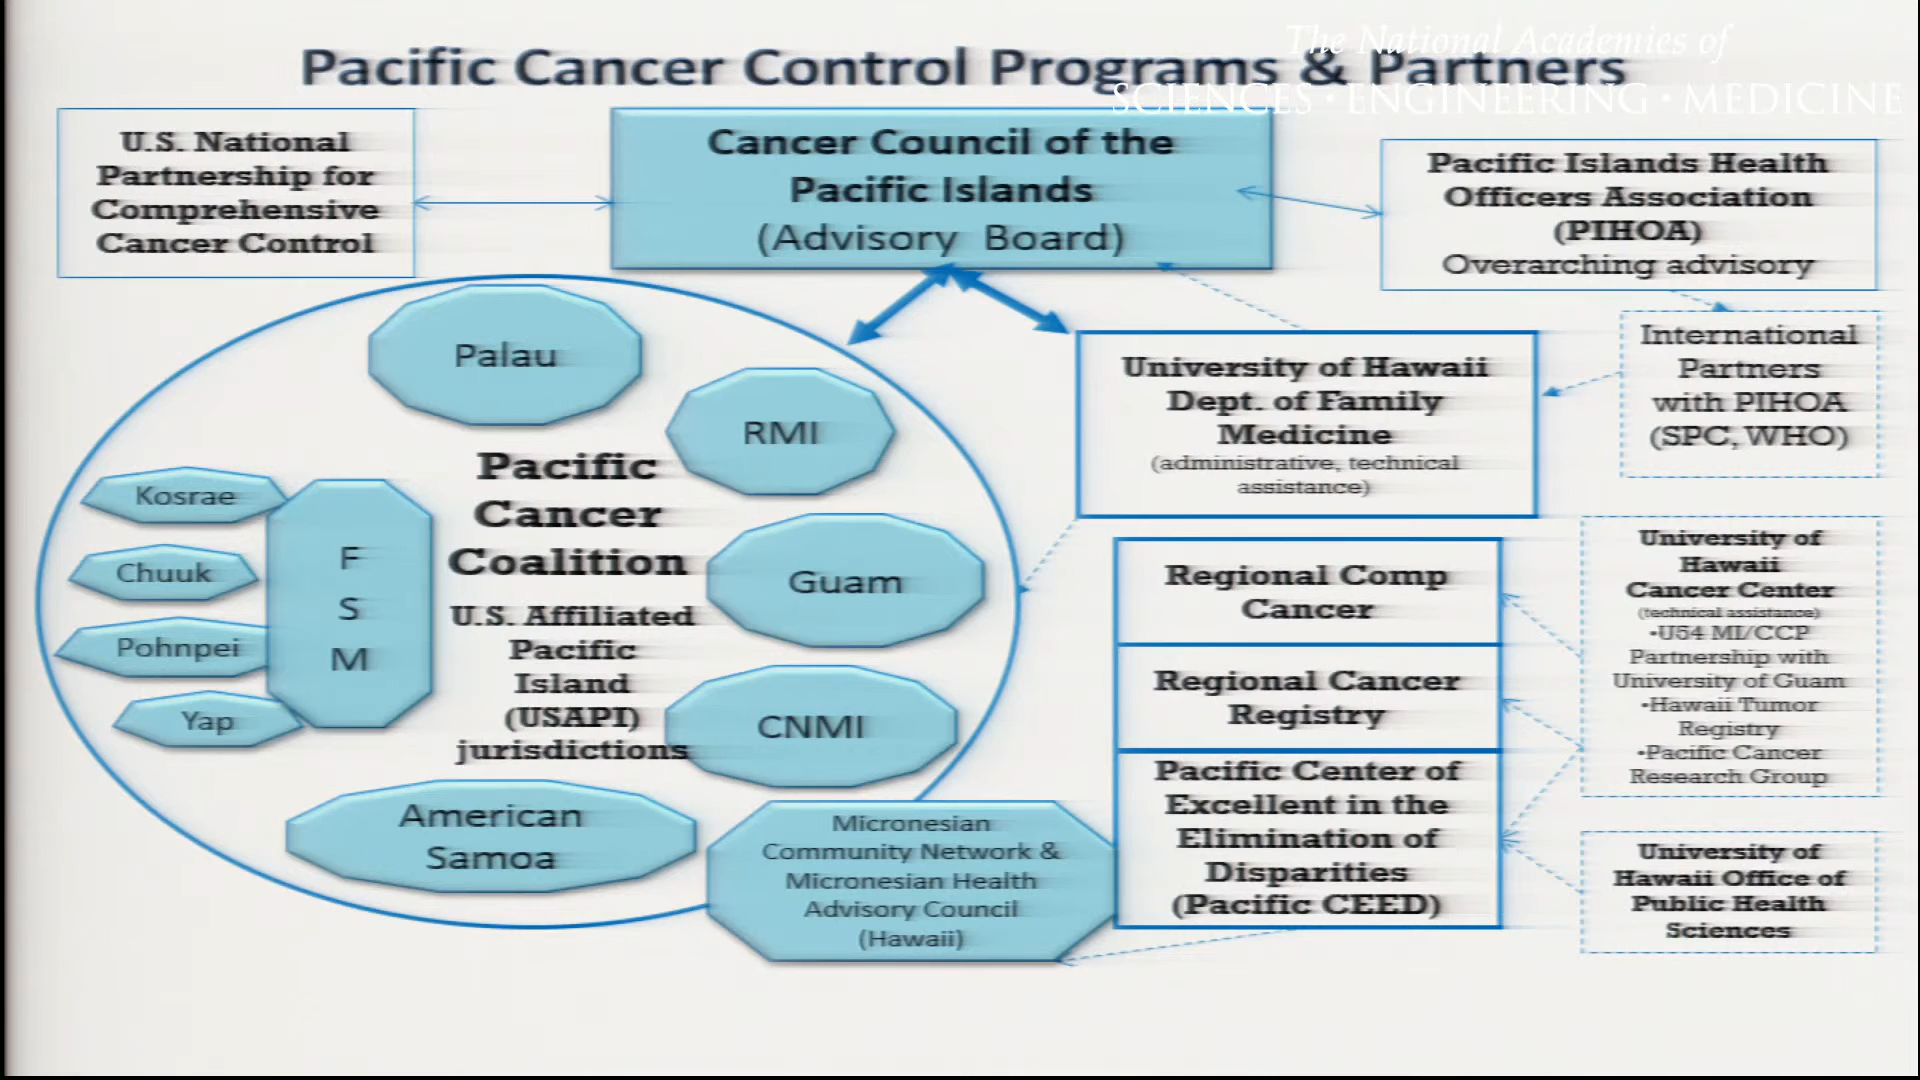 The National Academies of
SCIENCES · ENGINEERING · MEDICINE
Pacific Cancer Control Programs & Partners
U.S. National
Partnership for
Comprehensive
Cancer Control
Cancer Council of the
Pacific Islands
(Advisory Board)
Pacific Islands Health
Officers Association
(PIHOA)
Overarching advisory
International
Partners
with PIHOA
(SPC, WHO)
University of Hawaii
Dept. of Family
Medicine
(administrative, technical
assistance)
Palau
RMI
Kosrae
Chuuk
Pohnpei
Yap
F
S
M
Pacific
Cancer
Coalition
U.S. Affiliated
Pacific
Island
(USAPI)
jurisdictions
Guam
CNMI
American
Samoa
Micronesian
Community Network &
Micronesian Health
Advisory Council
(Hawaii)
Regional Comp
Cancer
Regional Cancer
Registry
Pacific Center of
Excellent in the
Elimination of
Disparities
(Pacific CEED)
University of
Hawaii
Cancer Center
(technical assistance)
•U54 MI/CCP
Partnership with
University of Guam
•Hawaii Tumor
Registry
•Pacific Cancer
Research Group
University of
Hawaii Office of
Public Health
Sciences